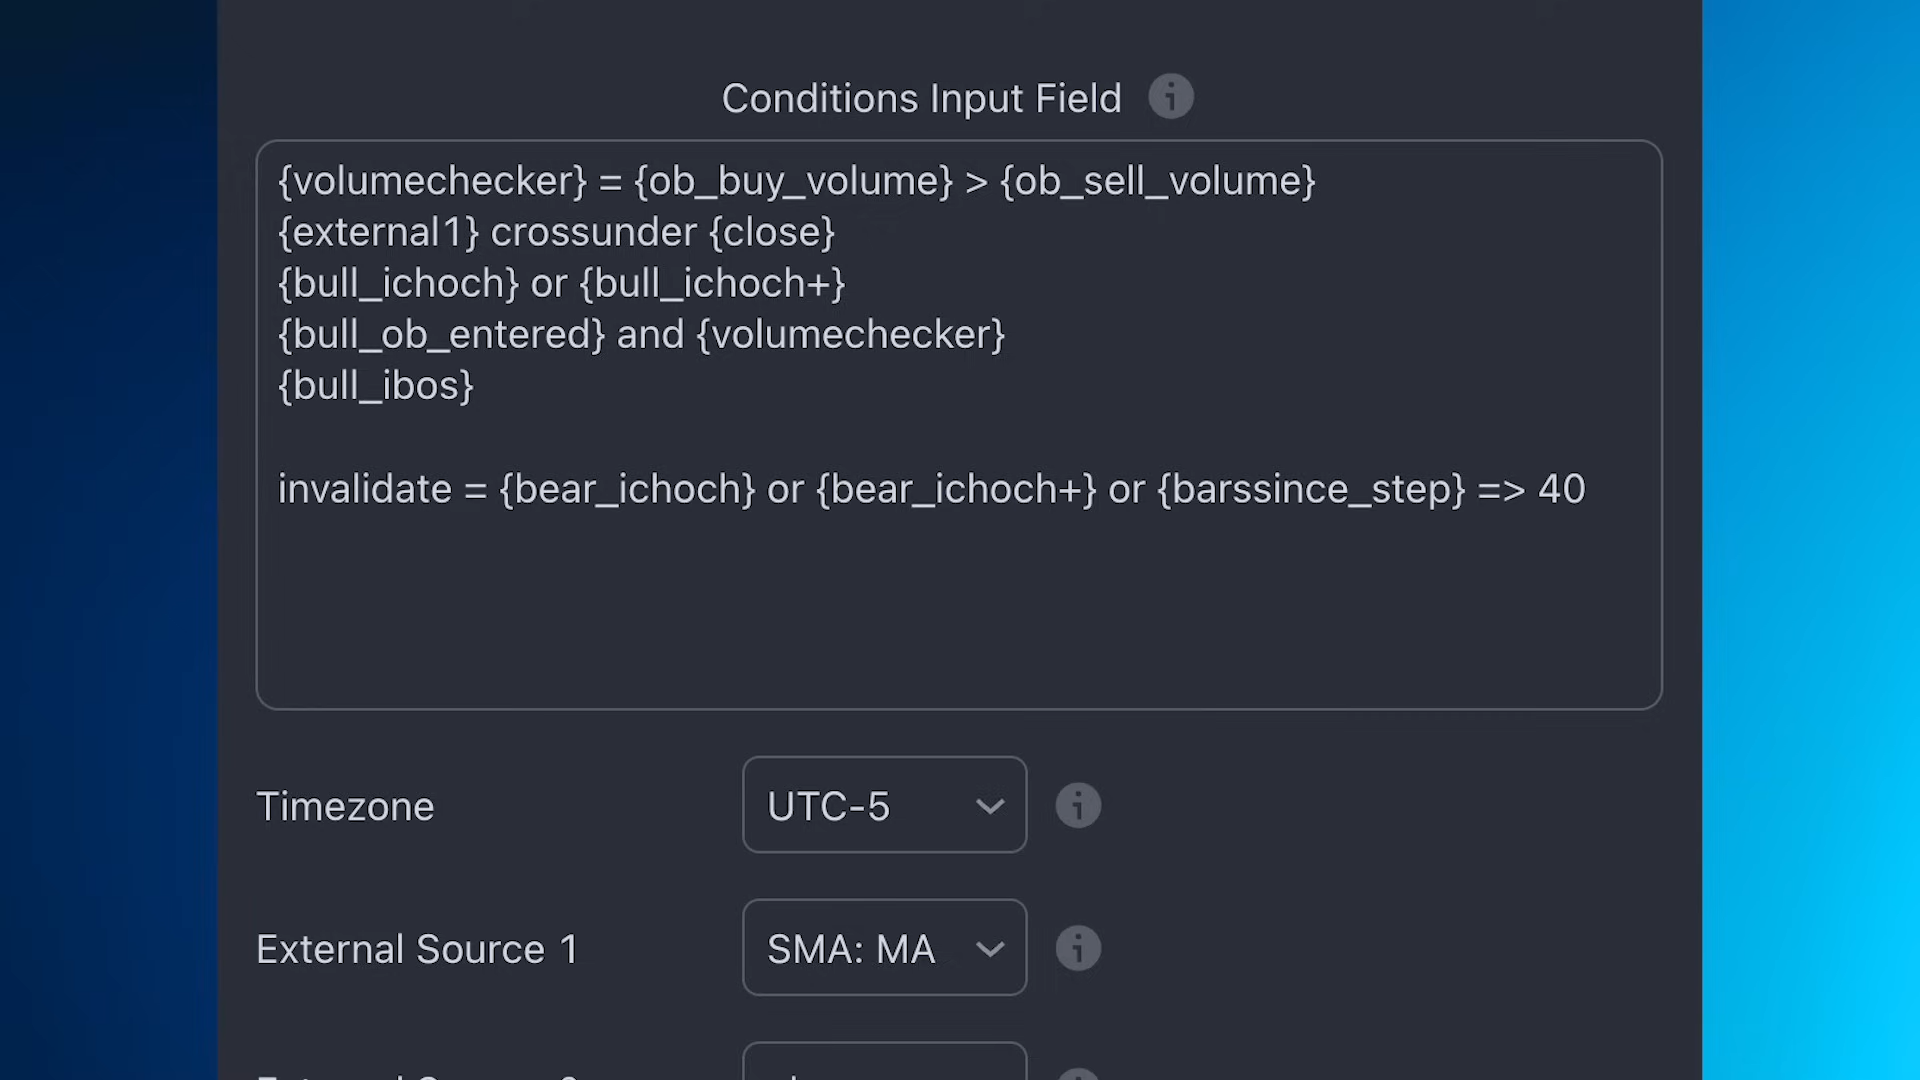 Conditions Input Field
{volumechecker} = {ob_buy_volume} > {ob_sell_volume}
{external1} crossunder {close}
{bull_ichoch} or {bull_ichoch+}
{bull_ob_entered} and {volumechecker}
{bull_ibos}
invalidate = {bear_ichoch} or {bear_ichoch+} or {barssince_step} => 40
Timezone UTC-5
External Source 1 SMA: MA